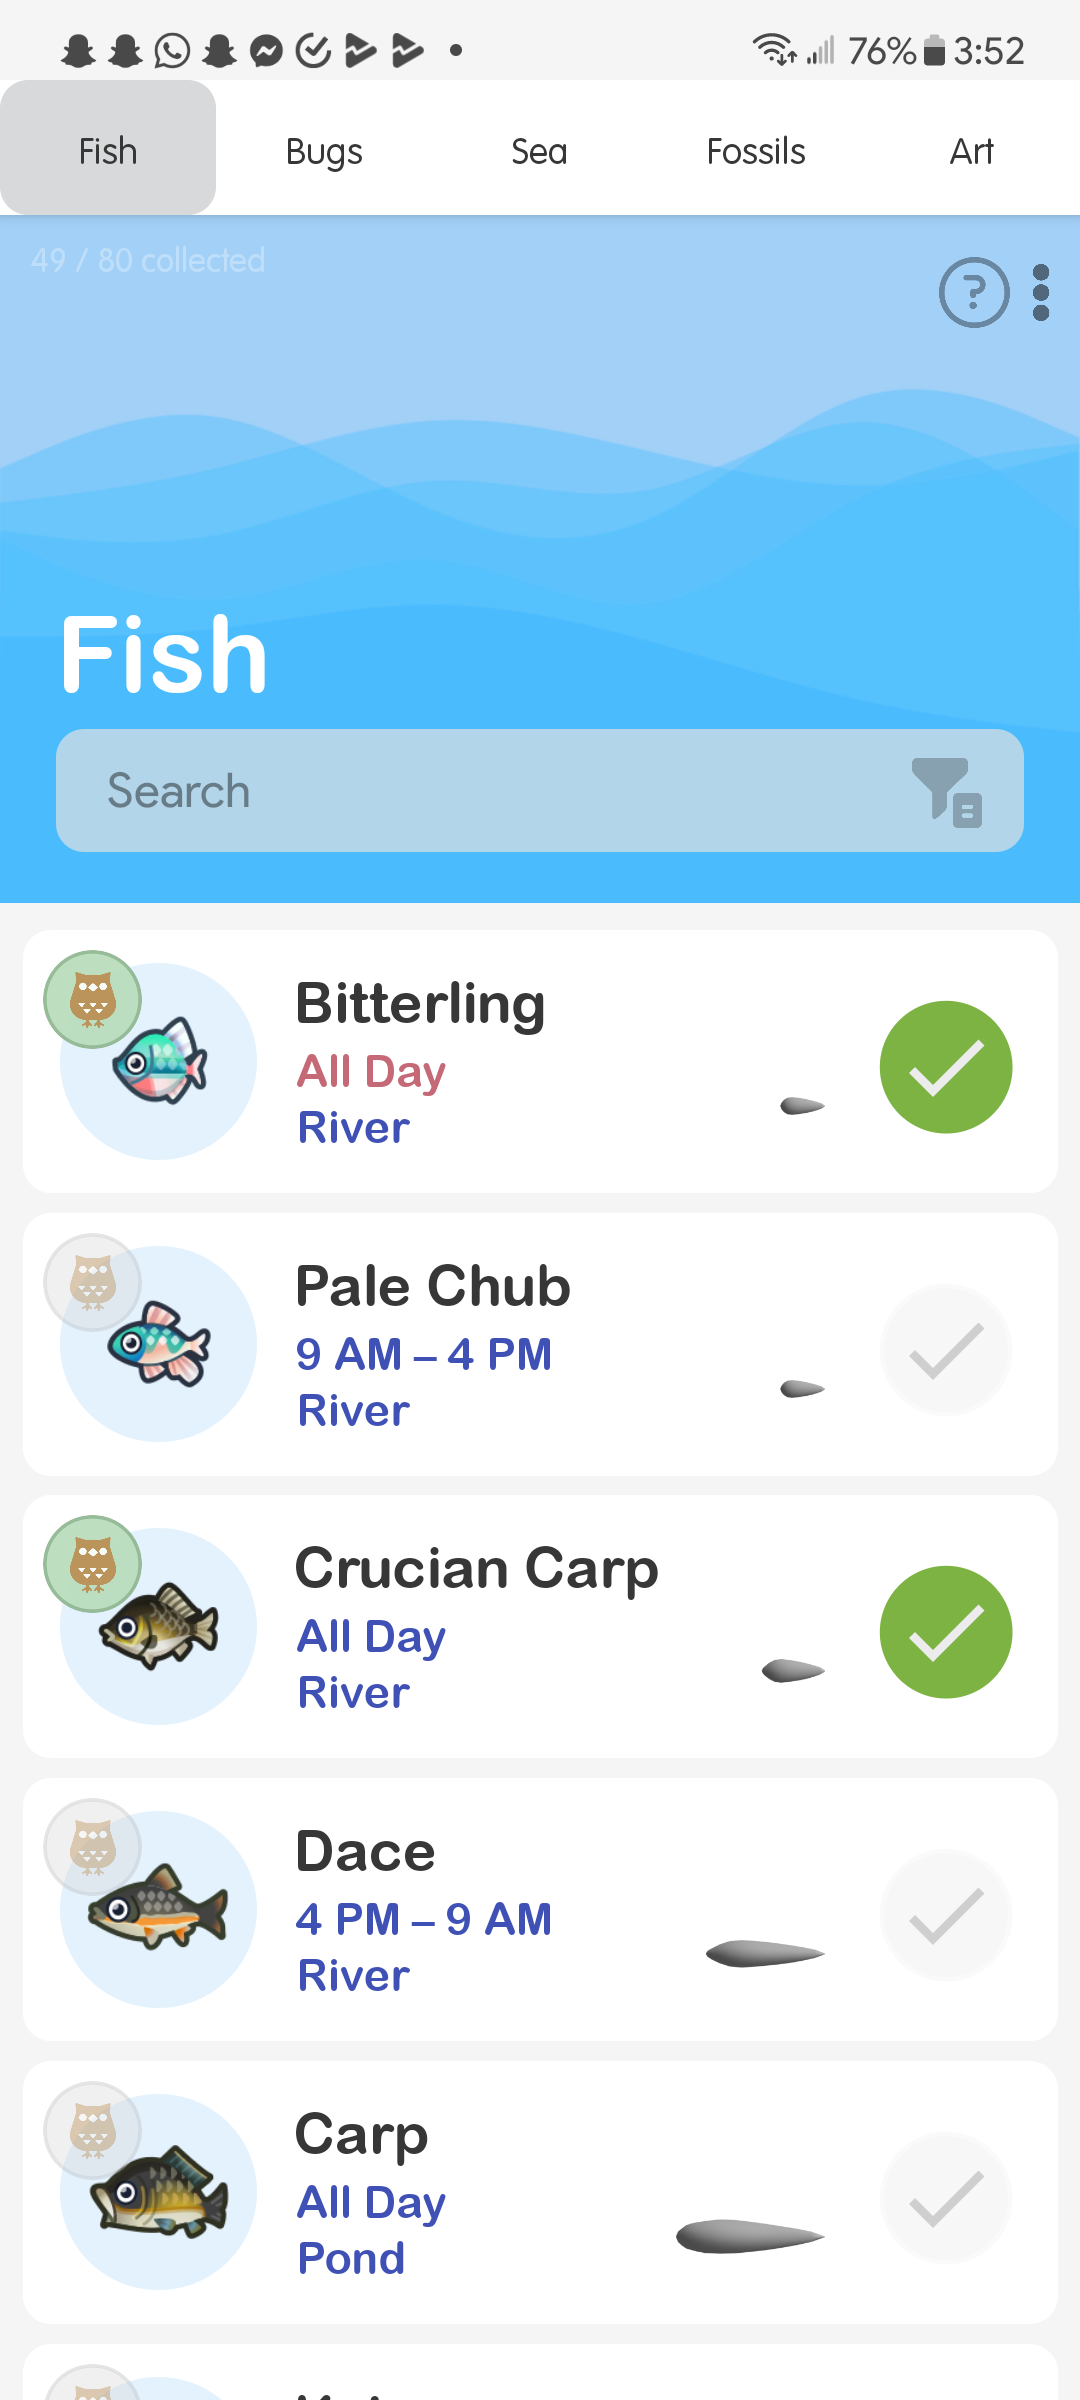 76% 3:52
Fish Bugs Sea Fossils Art
49 / 80 collected
Fish
Search
Bitterling
All Day
River
Pale Chub
9 AM – 4 PM
River
Crucian Carp
All Day
River
Dace
4 PM – 9 AM
River
Carp
All Day
Pond